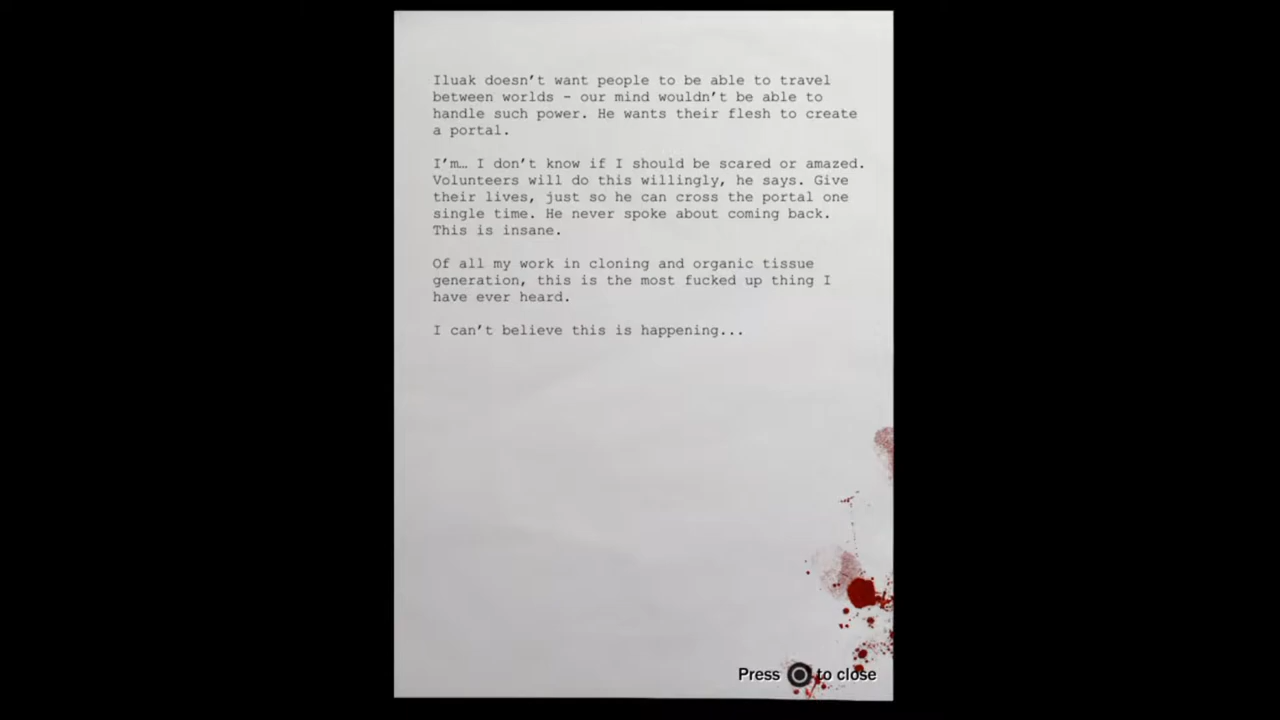 Iluak doesn’t want people to be able to travel
between worlds – our mind wouldn’t be able to
handle such power. He wants their flesh to create
a portal.
I’m… I don’t know if I should be scared or amazed.
Volunteers will do this willingly, he says. Give
their lives, just so he can cross the portal one
single time. He never spoke about coming back.
This is insane.
Of all my work in cloning and organic tissue
generation, this is the most fucked up thing I
have ever heard.
I can’t believe this is happening...
Press to close